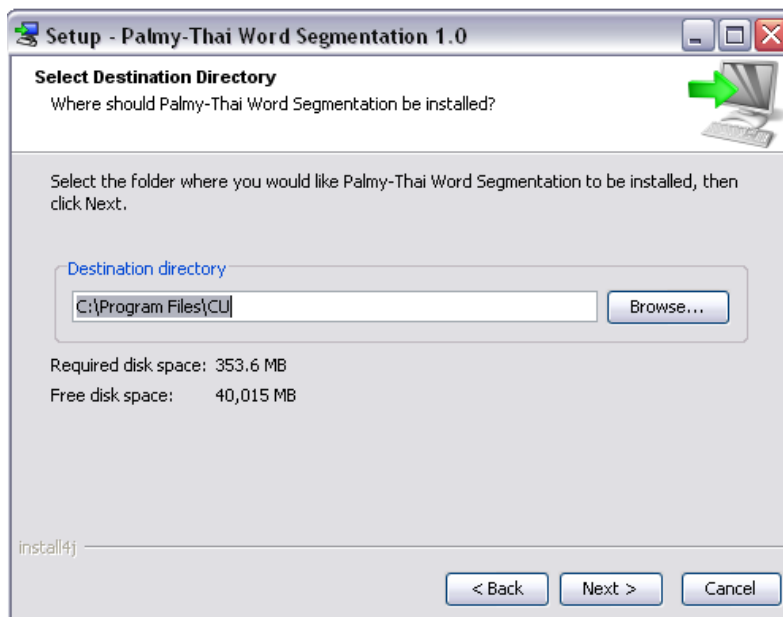 Setup - Palmy-Thai Word Segmentation 1.0
Select Destination Directory
Where should Palmy-Thai Word Segmentation be installed?
Select the folder where you would like Palmy-Thai Word Segmentation to be installed, then
click Next.
Destination directory
C:\Program Files\CU
Browse...
Required disk space: 353.6 MB
Free disk space: 40,015 MB
install4j
< Back Next > Cancel